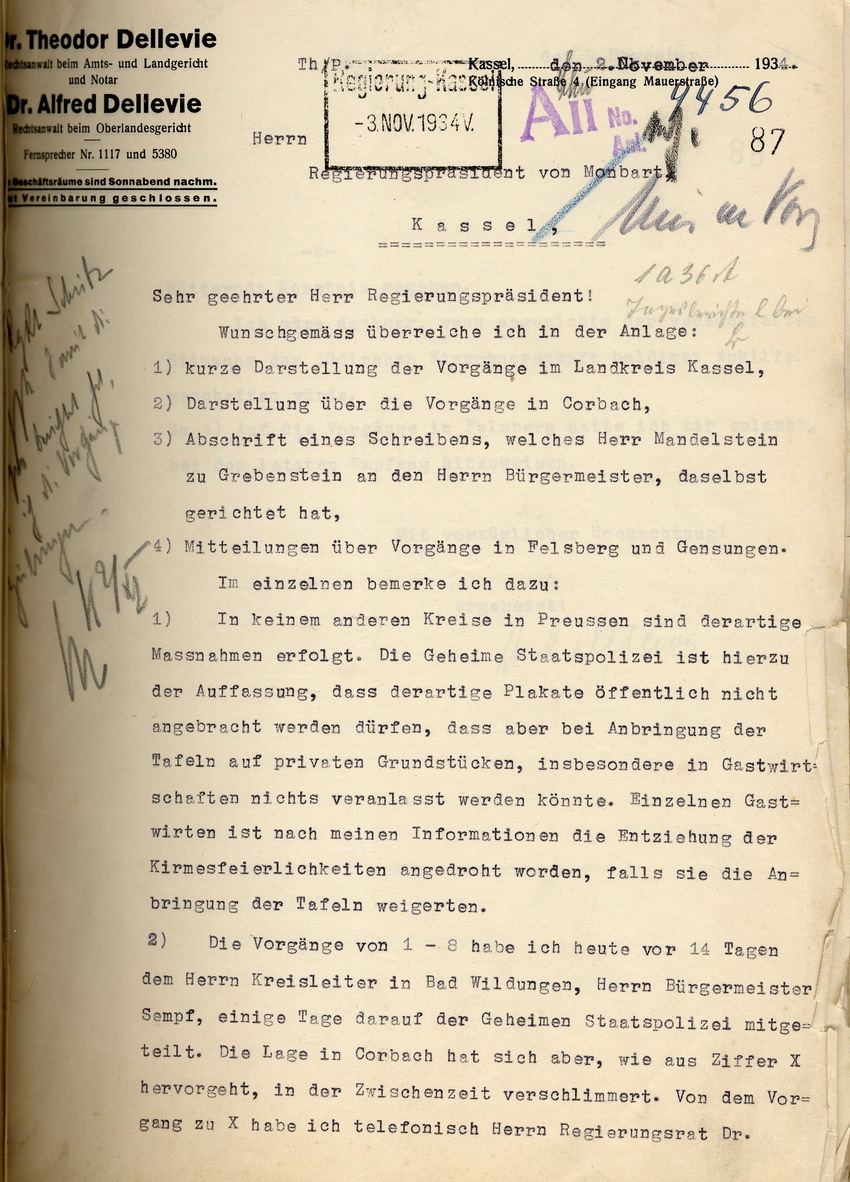 Dr. Theodor Dellevie
Rechtsanwalt beim Amts- und Landgericht
und Notar
Dr. Alfred Dellevie
Rechtsanwalt beim Oberlandesgericht
Fernsprecher Nr. 1117 und 5380
Geschäftsräume sind Sonnabend nachm.
Vereinbarung geschlossen.
Th/P.
Kassel, den 2. November 1934.
Kölnische Straße 4 (Eingang Mauerstraße)
Regierung Kassel
-3. NOV. 1934 V.
A II No. 4456
Anl.
87
Herrn
Regierungspräsident von Monbart
Kassel,
1a 36 A
Sehr geehrter Herr Regierungspräsident!
Wunschgemäss überreiche ich in der Anlage:
1) kurze Darstellung der Vorgänge im Landkreis Kassel,
2) Darstellung über die Vorgänge in Corbach,
3) Abschrift eines Schreibens, welches Herr Mandelstein
zu Grebenstein an den Herrn Bürgermeister, daselbst
gerichtet hat,
4) Mitteilungen über Vorgänge in Felsberg und Gensungen.
Im einzelnen bemerke ich dazu:
1) In keinem anderen Kreise in Preussen sind derartige
Massnahmen erfolgt. Die Geheime Staatspolizei ist hierzu
der Auffassung, dass derartige Plakate öffentlich nicht
angebracht werden dürfen, dass aber bei Anbringung der
Tafeln auf privaten Grundstücken, insbesondere in Gastwirt=
schaften nichts veranlasst werden könnte. Einzelnen Gast=
wirten ist nach meinen Informationen die Entziehung der
Kirmesfeierlichkeiten angedroht worden, falls sie die An=
bringung der Tafeln weigerten.
2) Die Vorgänge von 1 - 8 habe ich heute vor 14 Tagen
dem Herrn Kreisleiter in Bad Wildungen, Herrn Bürgermeister
Sempf, einige Tage darauf der Geheimen Staatspolizei mitge=
teilt. Die Lage in Corbach hat sich aber, wie aus Ziffer X
hervorgeht, in der Zwischenzeit verschlimmert. Von dem Vor=
gang zu X habe ich telefonisch Herrn Regierungsrat Dr.